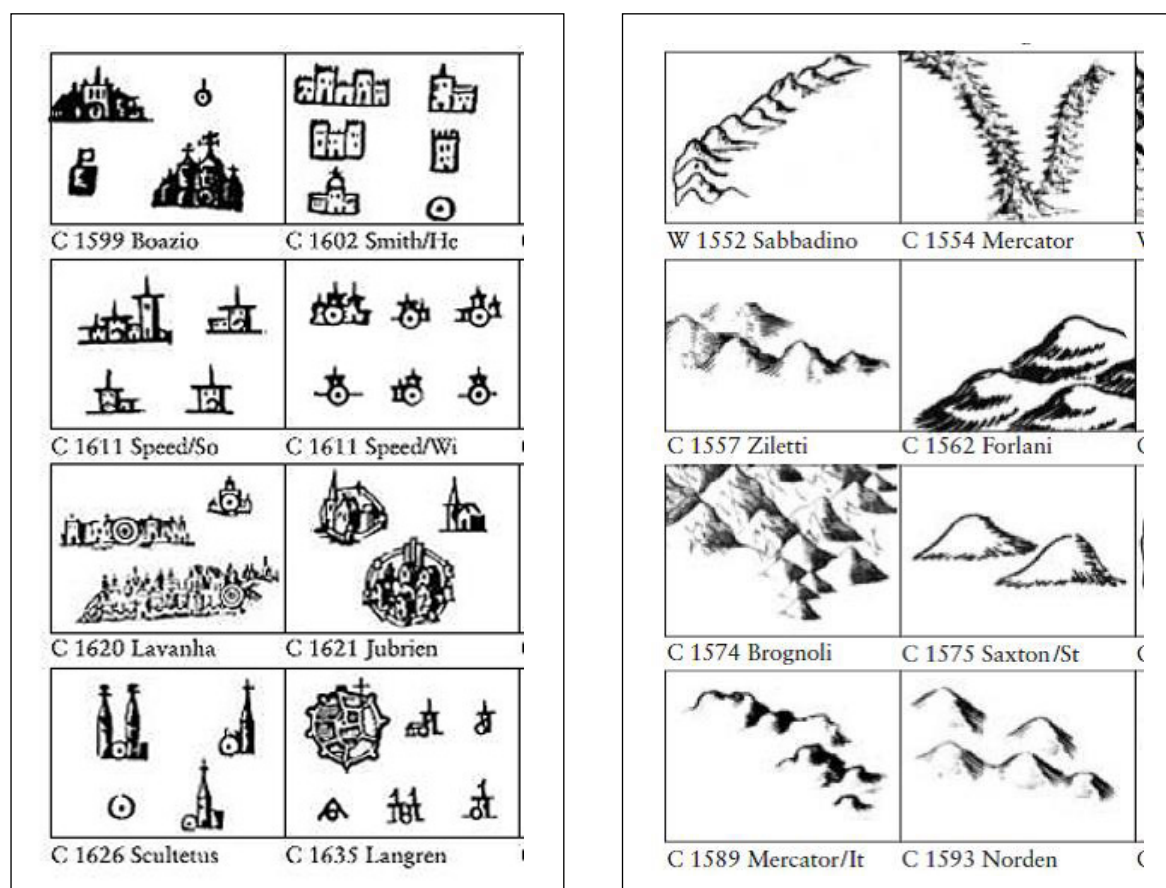 C 1599 Boazio
C 1602 Smith/He
C 1611 Speed/So
C 1611 Speed/Wi
C 1620 Lavanha
C 1621 Jubrien
C 1626 Scultetus
C 1635 Langren
W 1552 Sabbadino
C 1554 Mercator
C 1557 Ziletti
C 1562 Forlani
C 1574 Brognoli
C 1575 Saxton/St
C 1589 Mercator/It
C 1593 Norden